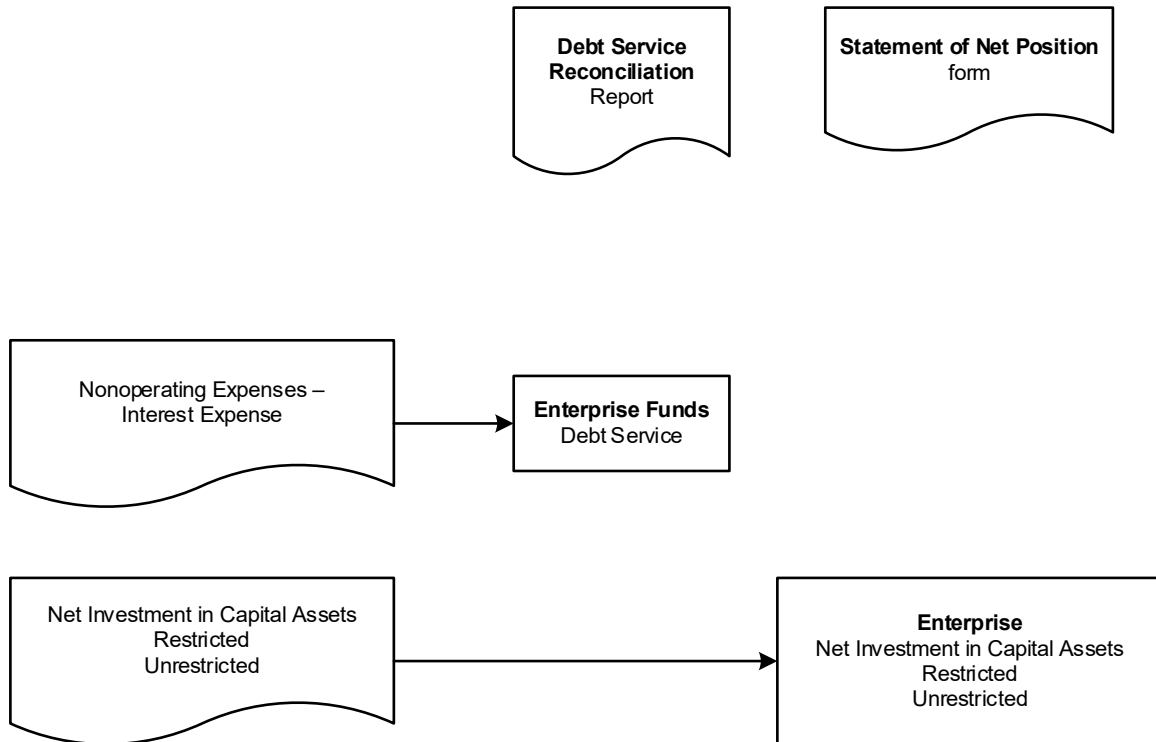 Debt Service
Reconciliation
Report
Statement of Net Position
form
Nonoperating Expenses –
Interest Expense
Enterprise Funds
Debt Service
Net Investment in Capital Assets
Restricted
Unrestricted
Enterprise
Net Investment in Capital Assets
Restricted
Unrestricted